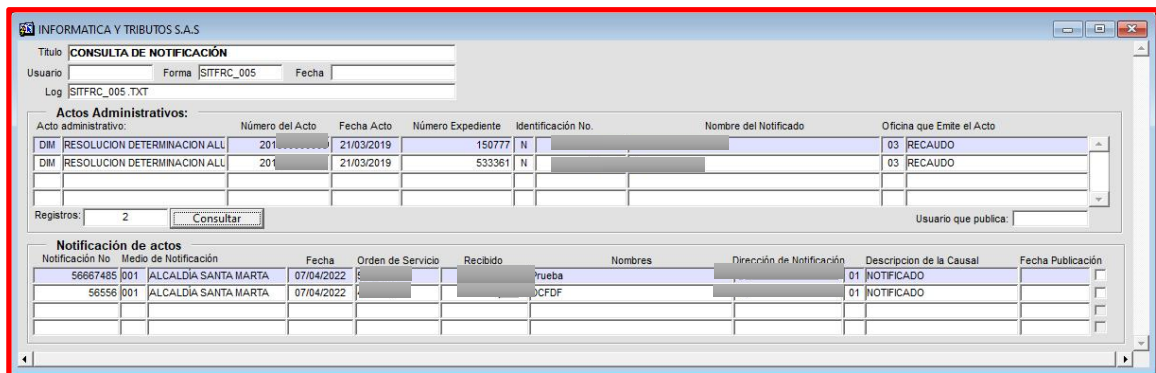 INFORMATICA Y TRIBUTOS S.A.S
Titulo CONSULTA DE NOTIFICACIÓN
Usuario Forma SITFRC_005 Fecha
Log SITFRC_005.TXT
Actos Administrativos:
Acto administrativo: Número del Acto Fecha Acto Número Expediente Identificación No. Nombre del Notificado Oficina que Emite el Acto
DIM RESOLUCION DETERMINACION ALU 201 21/03/2019 150777 N 03 RECAUDO
DIM RESOLUCION DETERMINACION ALU 201 21/03/2019 533361 N 03 RECAUDO
Registros: 2 Consultar Usuario que publica:
Notificación de actos
Notificación No Medio de Notificación Fecha Orden de Servicio Recibido Nombres Dirección de Notificación Descripcion de la Causal Fecha Publicación
56667485 001 ALCALDÍA SANTA MARTA 07/04/2022 Prueba 01 NOTIFICADO
56556 001 ALCALDÍA SANTA MARTA 07/04/2022 DCFDF 01 NOTIFICADO